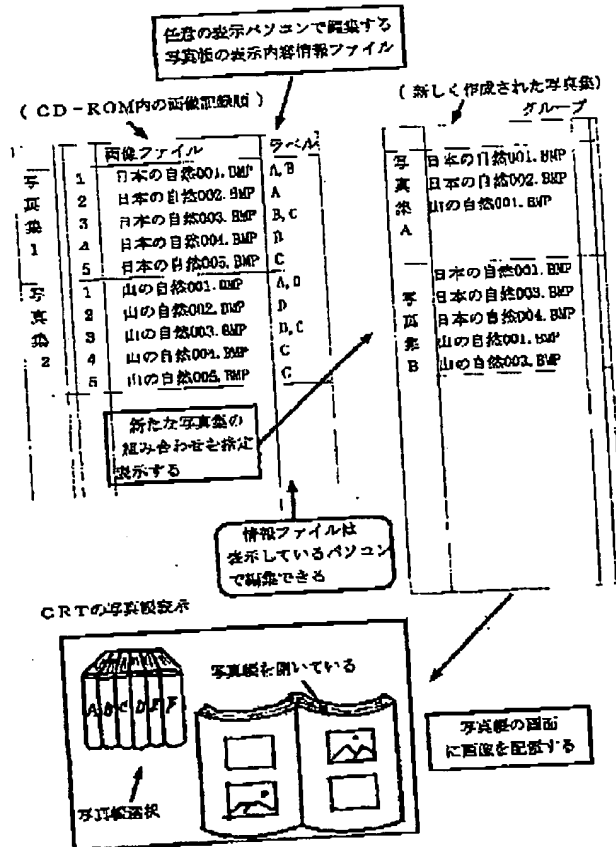 任意の表示パソコンで編集する
写真帳の表示内容情報ファイル
(CD-ROM内の画像記録順)
(新しく作成された写真集)
グループ
画像ファイル
ラベル
写真集1
1 日本の自然001.BMP A,B
2 日本の自然002.BMP A
3 日本の自然003.BMP B,C
4 日本の自然004.BMP B
5 日本の自然005.BMP C
写真集2
1 山の自然001.BMP
2 山の自然002.BMP
3 山の自然003.BMP
4 山の自然004.BMP C
5 山の自然005.BMP C
写真集A
日本の自然001.BMP
日本の自然002.BMP
山の自然001.BMP
写真集B
日本の自然001.BMP
日本の自然003.BMP
日本の自然004.BMP
山の自然001.BMP
山の自然003.BMP
新たな写真集の
組み合わせを指定
表示する
情報ファイルは
表示しているパソコン
で編集できる
CRTの写真帳表示
写真帳を開いている
A B C D E F
写真帳選択
写真帳の画面
に画像を配置する